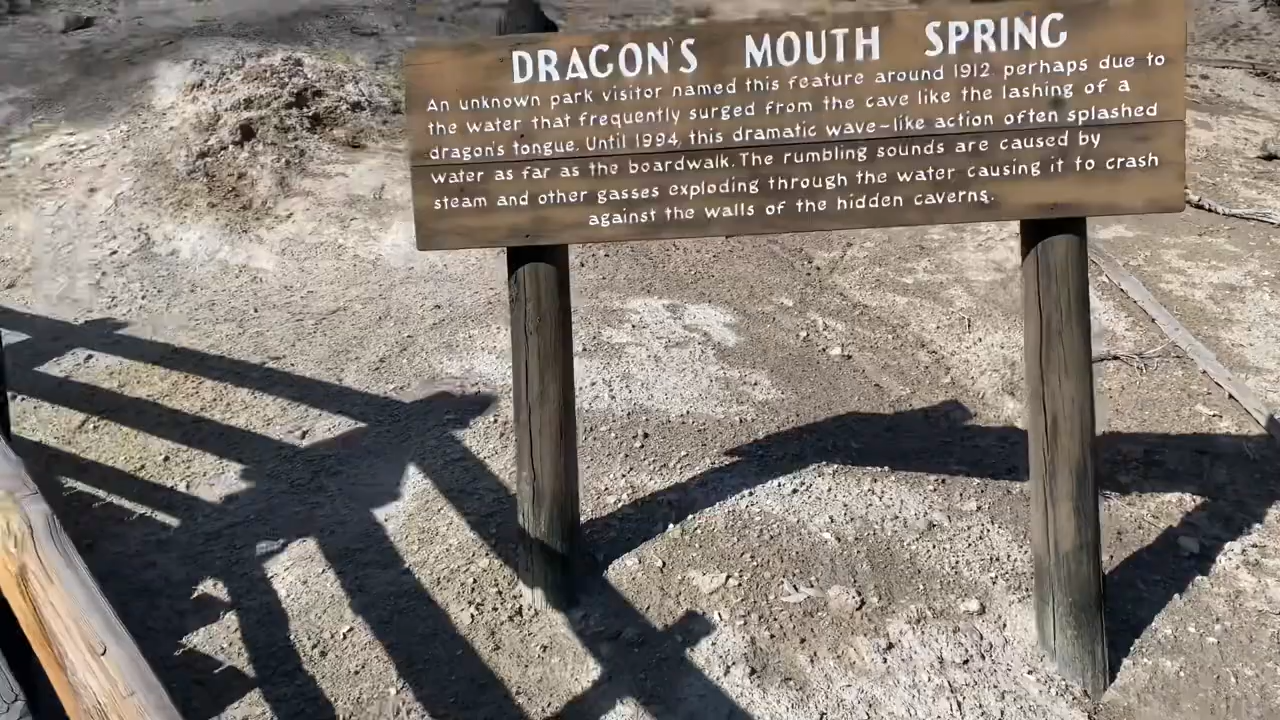 DRAGON'S MOUTH SPRING
An unknown park visitor named this feature around 1912, perhaps due to
the water that frequently surged from the cave like the lashing of a
dragon's tongue. Until 1994, this dramatic wave-like action often splashed
water as far as the boardwalk. The rumbling sounds are caused by
steam and other gasses exploding through the water causing it to crash
against the walls of the hidden caverns.